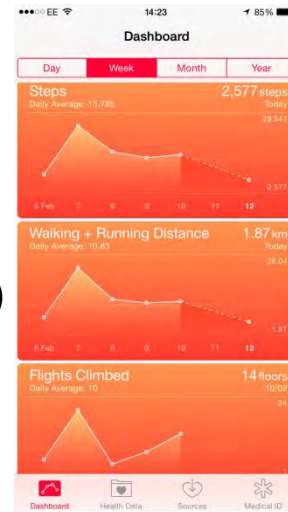 EE 14:23 85%
Dashboard
Day Week Month Year
Steps 2,577 steps
Daily Average: 13,786 Today
29,547
2,577
6 Feb 7 8 9 10 11 12
Walking + Running Distance 1.87 km
Daily Average: 10.83 Today
26.04
1.87
6 Feb 7 8 9 10 11 12
Flights Climbed 14 floors
Daily Average: 10 10/02
24
Dashboard Health Data Sources Medical ID